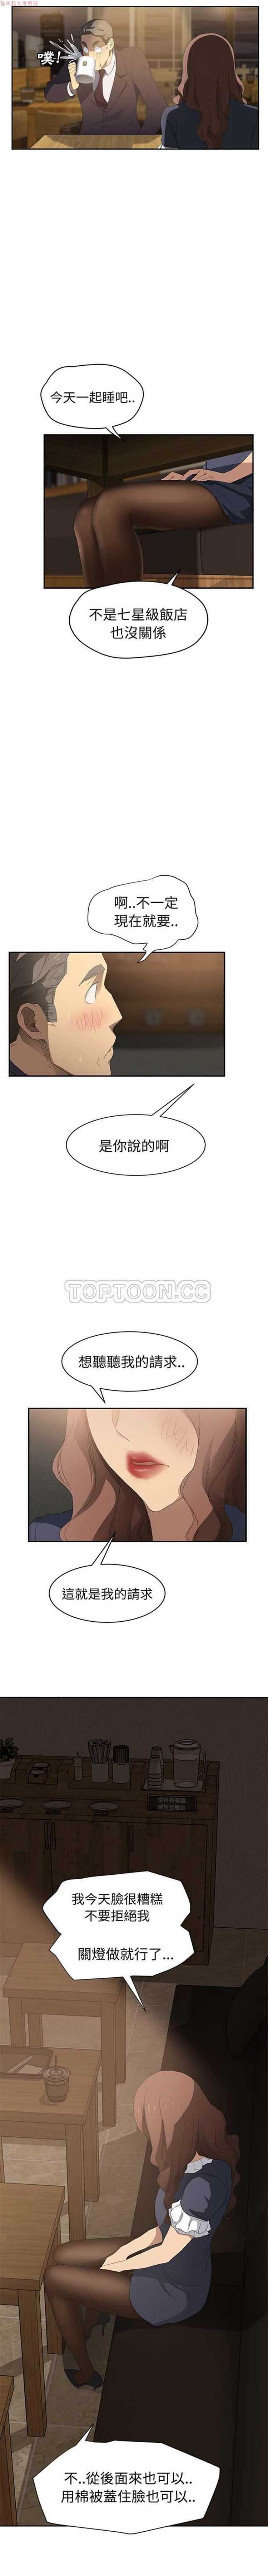 噗!
今天一起睡吧..
不是七星級飯店
也沒關係
啊..不一定
現在就要..
是你說的啊
TOPTOON.CC
想聽聽我的請求..
這就是我的請求
我今天臉很糟糕
不要拒絕我
關燈做就行了...
不..從後面來也可以..
用棉被蓋住臉也可以..